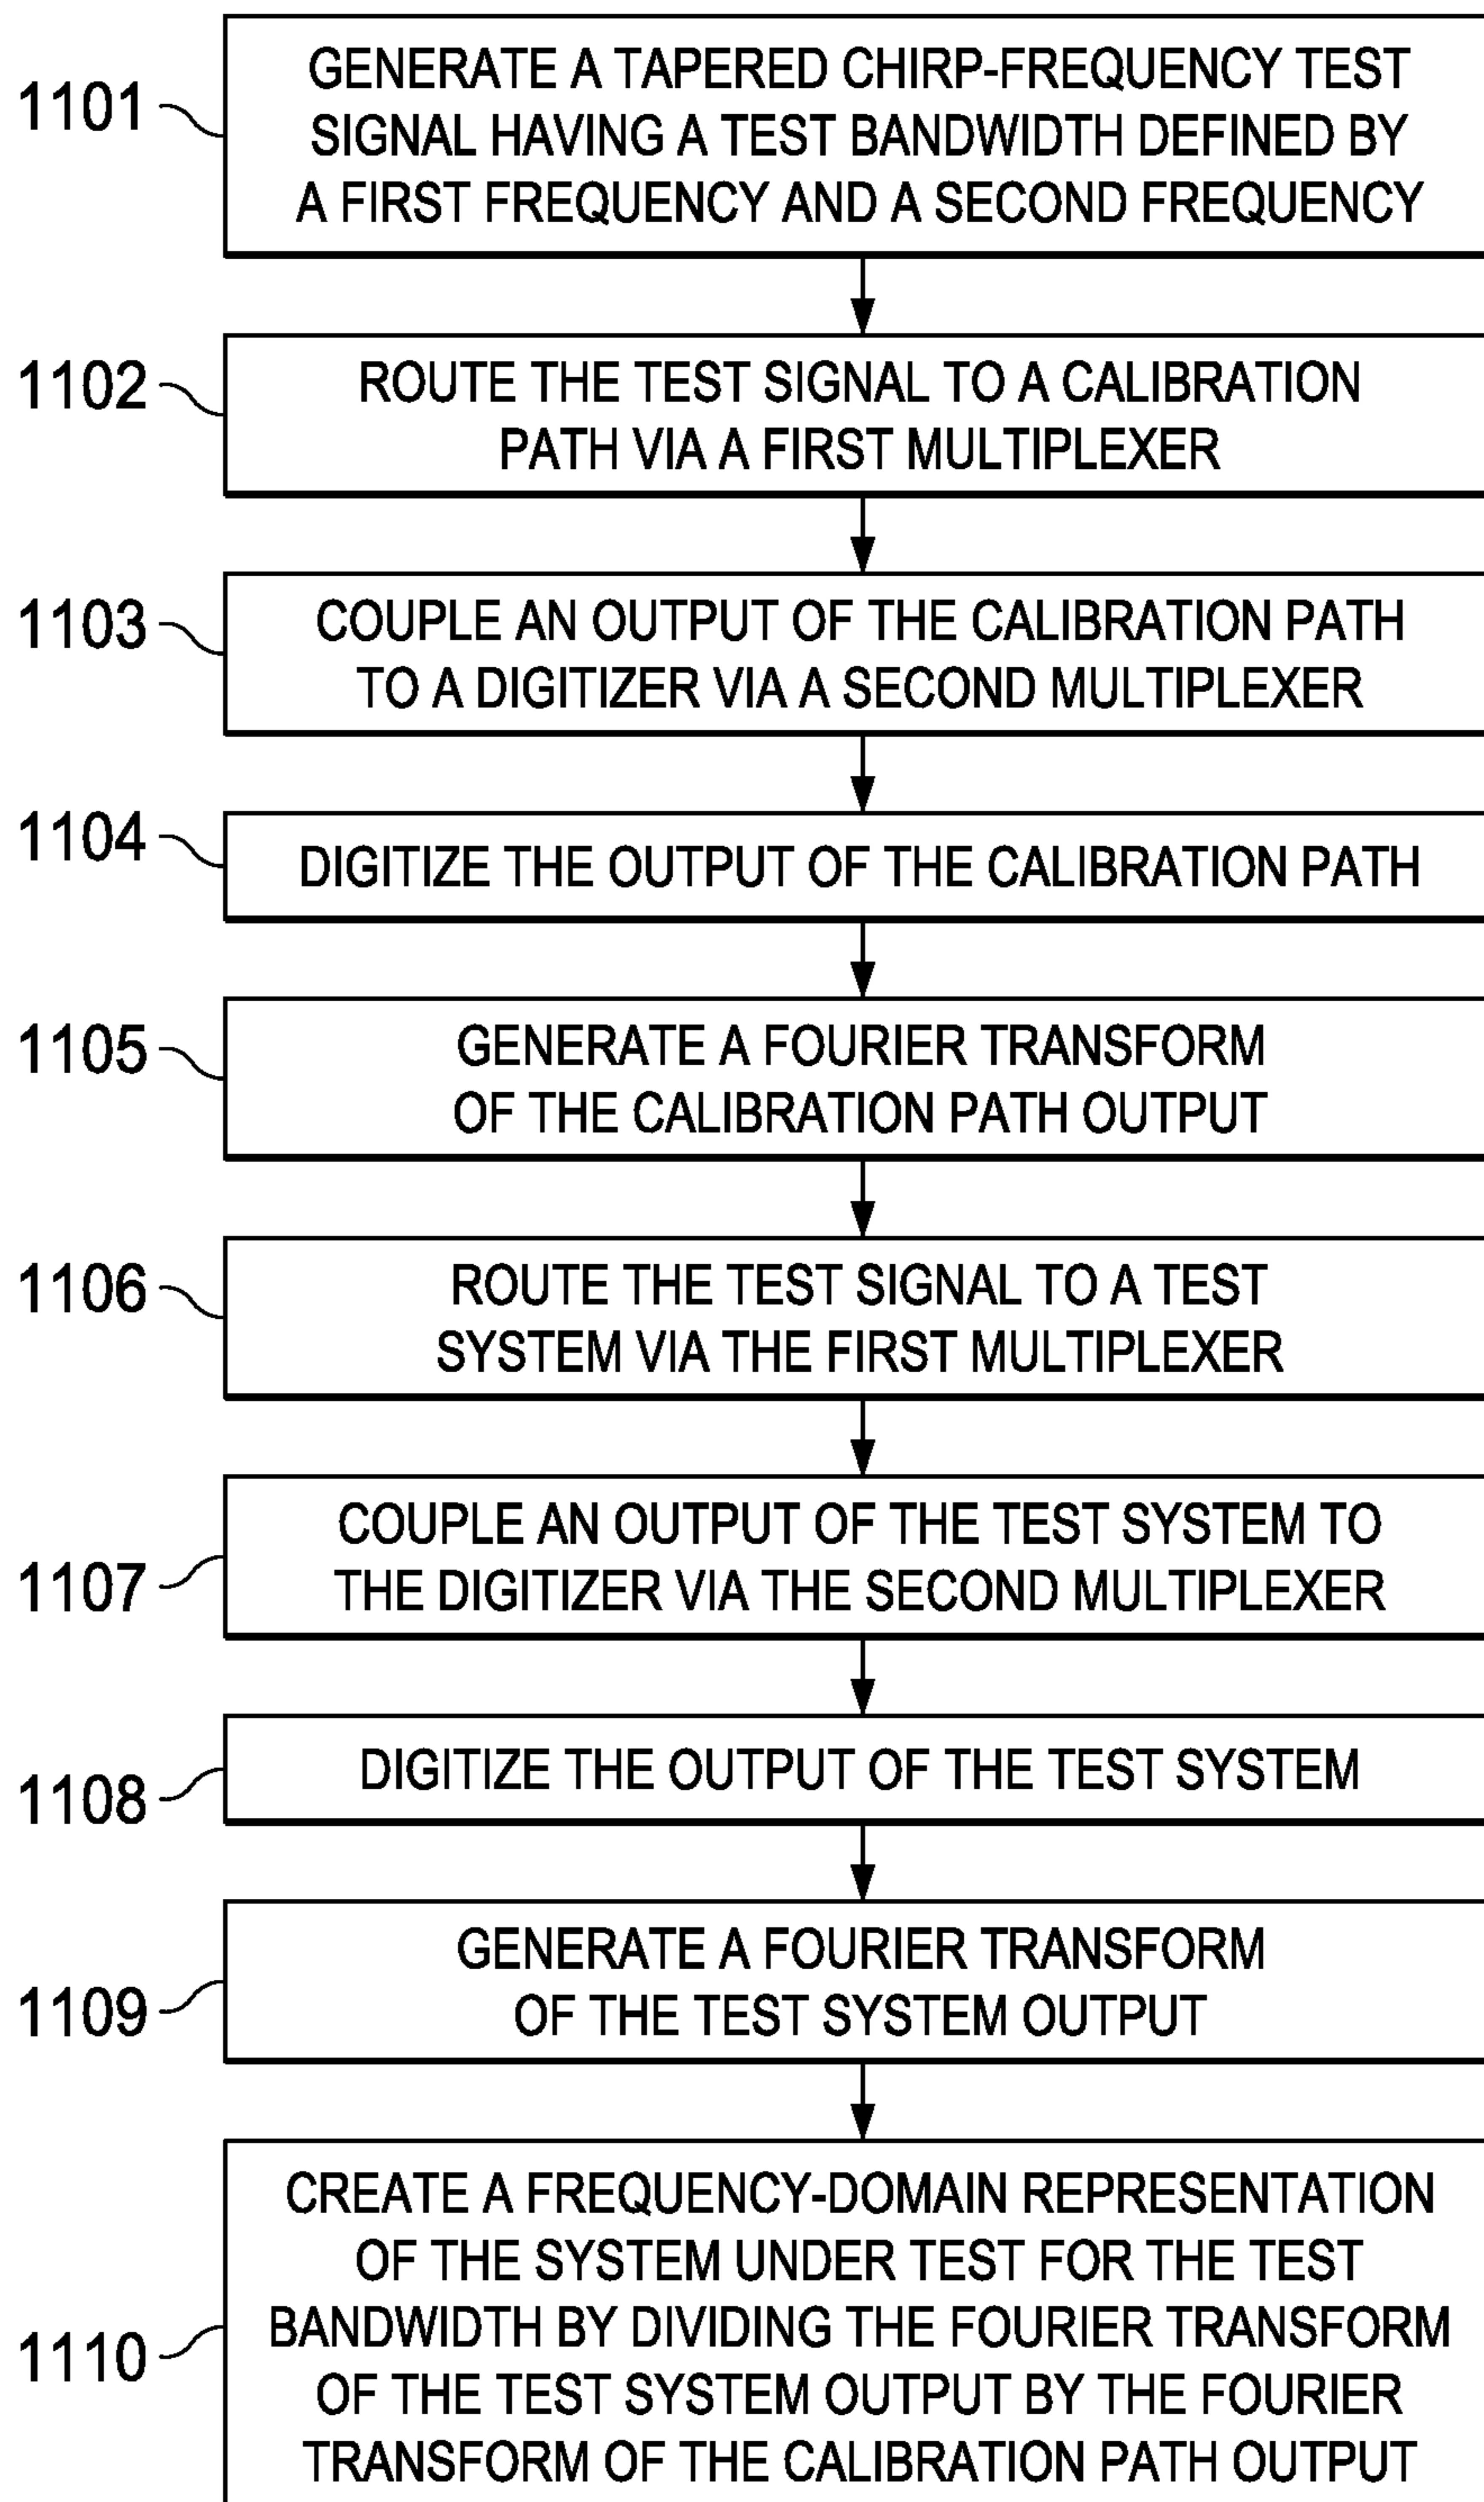 1101
GENERATE A TAPERED CHIRP-FREQUENCY TEST
SIGNAL HAVING A TEST BANDWIDTH DEFINED BY
A FIRST FREQUENCY AND A SECOND FREQUENCY
1102
ROUTE THE TEST SIGNAL TO A CALIBRATION
PATH VIA A FIRST MULTIPLEXER
1103
COUPLE AN OUTPUT OF THE CALIBRATION PATH
TO A DIGITIZER VIA A SECOND MULTIPLEXER
1104
DIGITIZE THE OUTPUT OF THE CALIBRATION PATH
1105
GENERATE A FOURIER TRANSFORM
OF THE CALIBRATION PATH OUTPUT
1106
ROUTE THE TEST SIGNAL TO A TEST
SYSTEM VIA THE FIRST MULTIPLEXER
1107
COUPLE AN OUTPUT OF THE TEST SYSTEM TO
THE DIGITIZER VIA THE SECOND MULTIPLEXER
1108
DIGITIZE THE OUTPUT OF THE TEST SYSTEM
1109
GENERATE A FOURIER TRANSFORM
OF THE TEST SYSTEM OUTPUT
1110
CREATE A FREQUENCY-DOMAIN REPRESENTATION
OF THE SYSTEM UNDER TEST FOR THE TEST
BANDWIDTH BY DIVIDING THE FOURIER TRANSFORM
OF THE TEST SYSTEM OUTPUT BY THE FOURIER
TRANSFORM OF THE CALIBRATION PATH OUTPUT